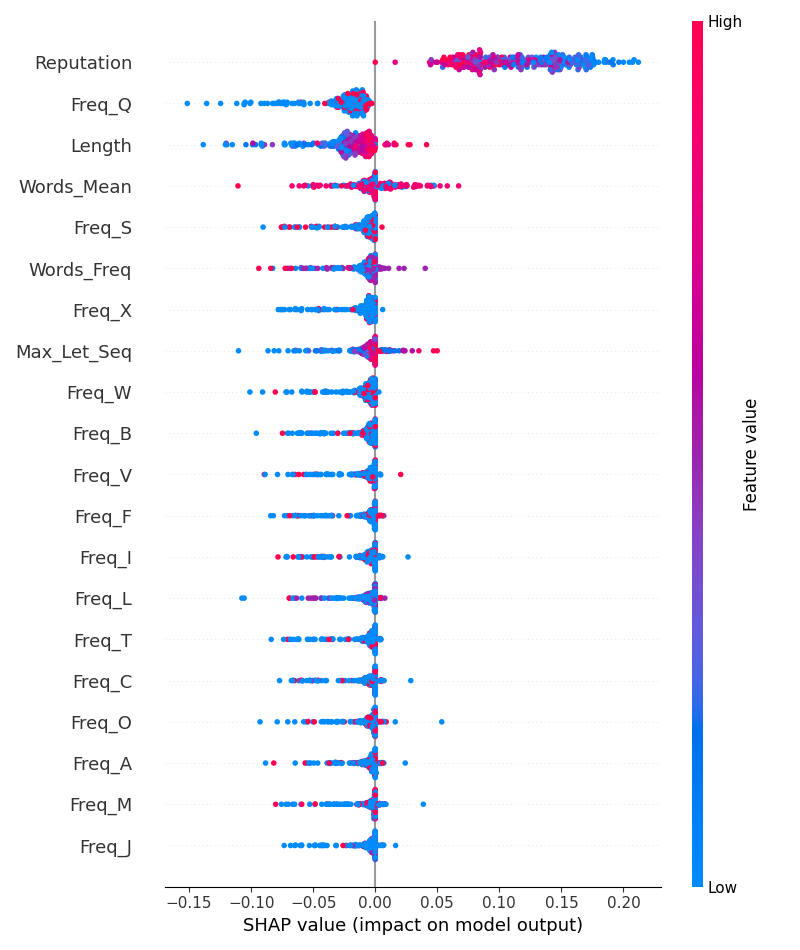 High
Reputation
Freq_Q
Length
Words_Mean
Freq_S
Words_Freq
Freq_X
Max_Let_Seq
Freq_W
Freq_B
Freq_V
Freq_F
Freq_I
Freq_L
Freq_T
Freq_C
Freq_O
Freq_A
Freq_M
Freq_J
Feature value
Low
−0.15 −0.10 −0.05 0.00 0.05 0.10 0.15 0.20
SHAP value (impact on model output)